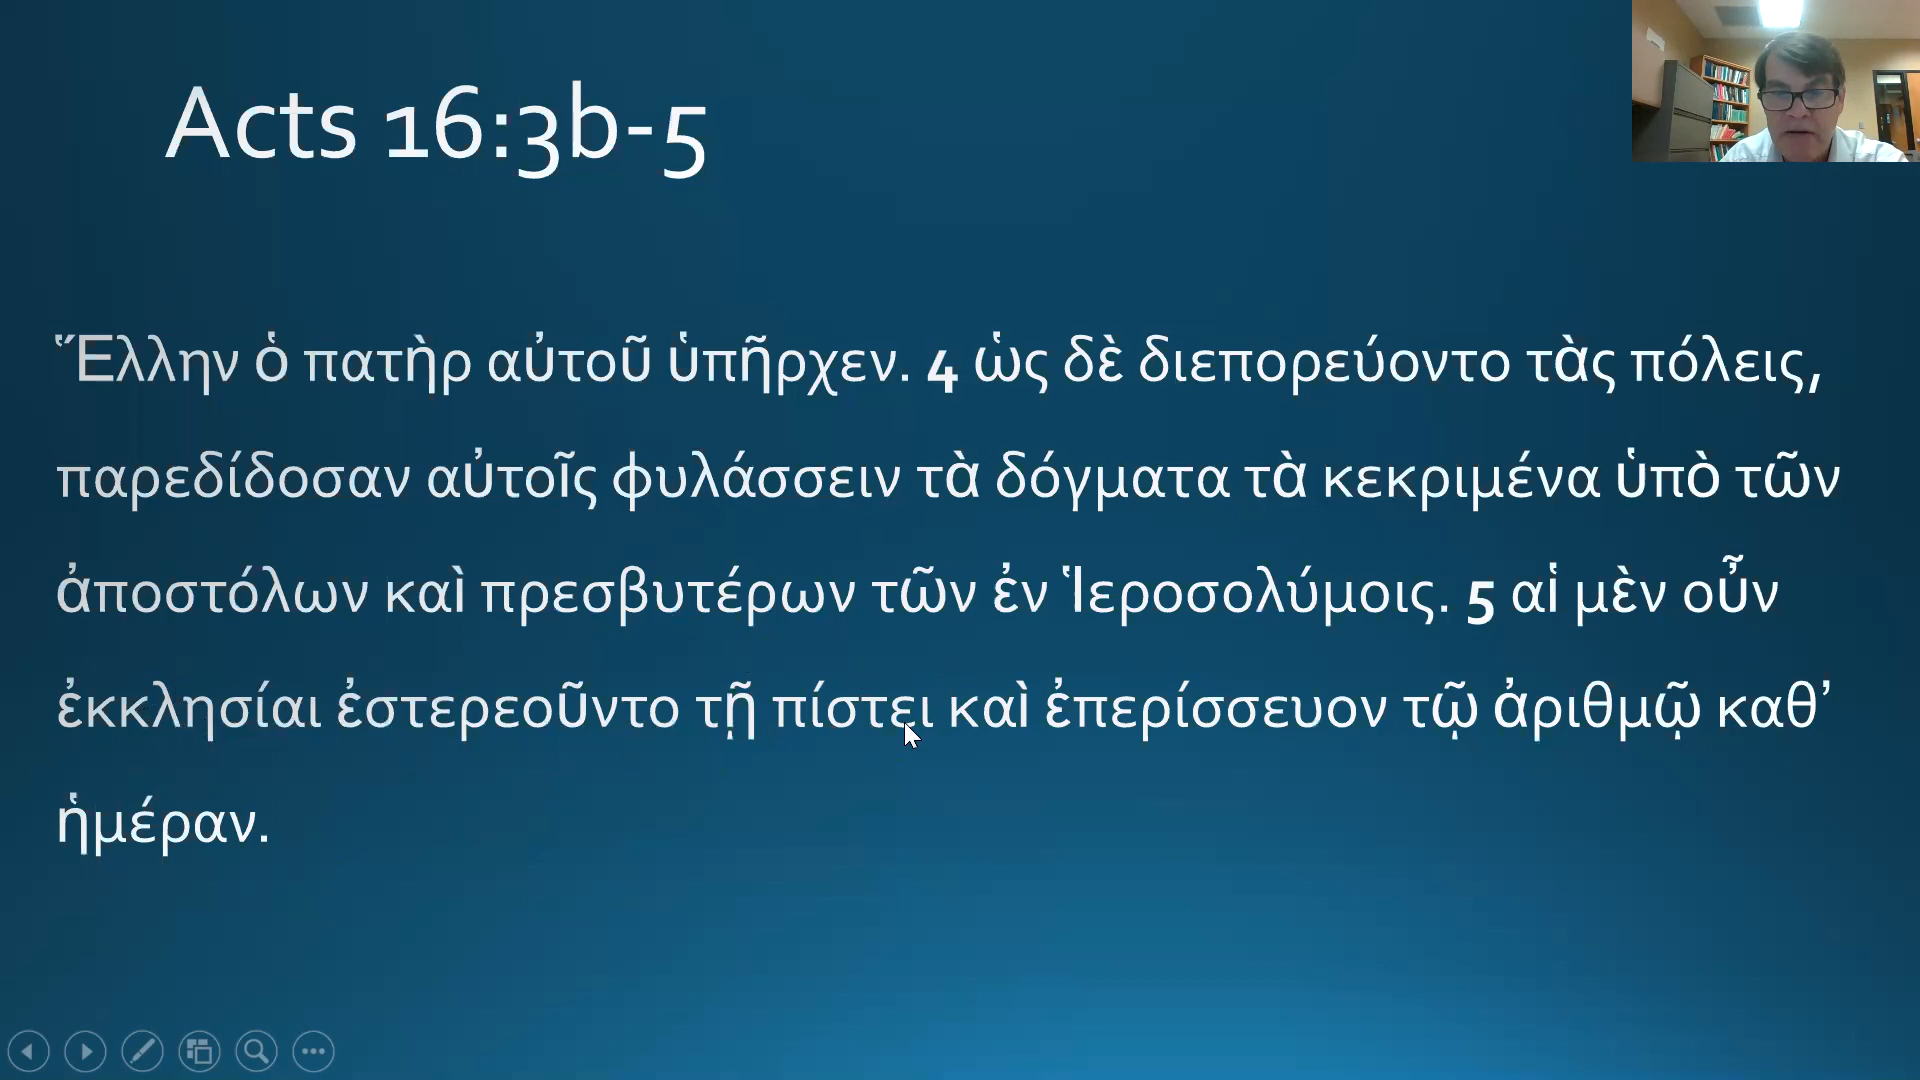 Acts 16:3b-5
Ἕλλην ὁ πατὴρ αὐτοῦ ὑπῆρχεν. 4 ὡς δὲ διεπορεύοντο τὰς πόλεις,
παρεδίδοσαν αὐτοῖς φυλάσσειν τὰ δόγματα τὰ κεκριμένα ὑπὸ τῶν
ἀποστόλων καὶ πρεσβυτέρων τῶν ἐν Ἱεροσολύμοις. 5 αἱ μὲν οὖν
ἐκκλησίαι ἐστερεοῦντο τῇ πίστει καὶ ἐπερίσσευον τῷ ἀριθμῷ καθ’
ἡμέραν.